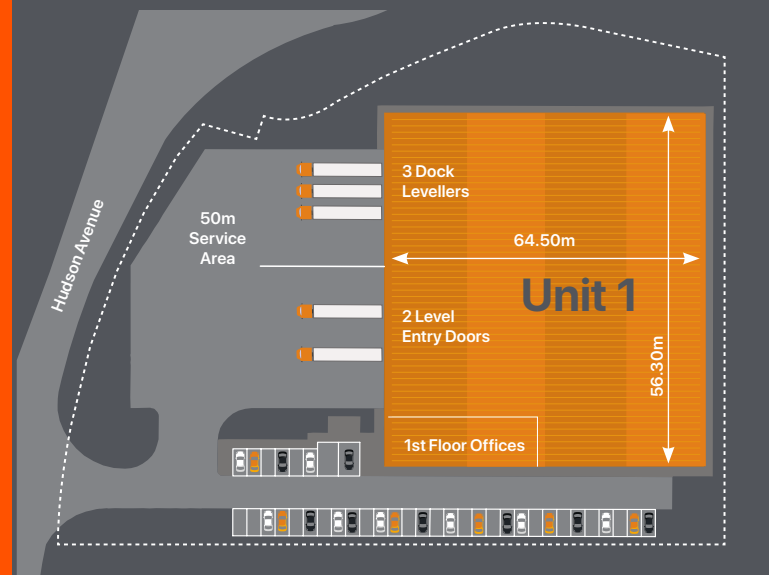 Hudson Avenue
50m
Service
Area
3 Dock
Levellers
64.50m
Unit 1
2 Level
Entry Doors
56.30m
1st Floor Offices